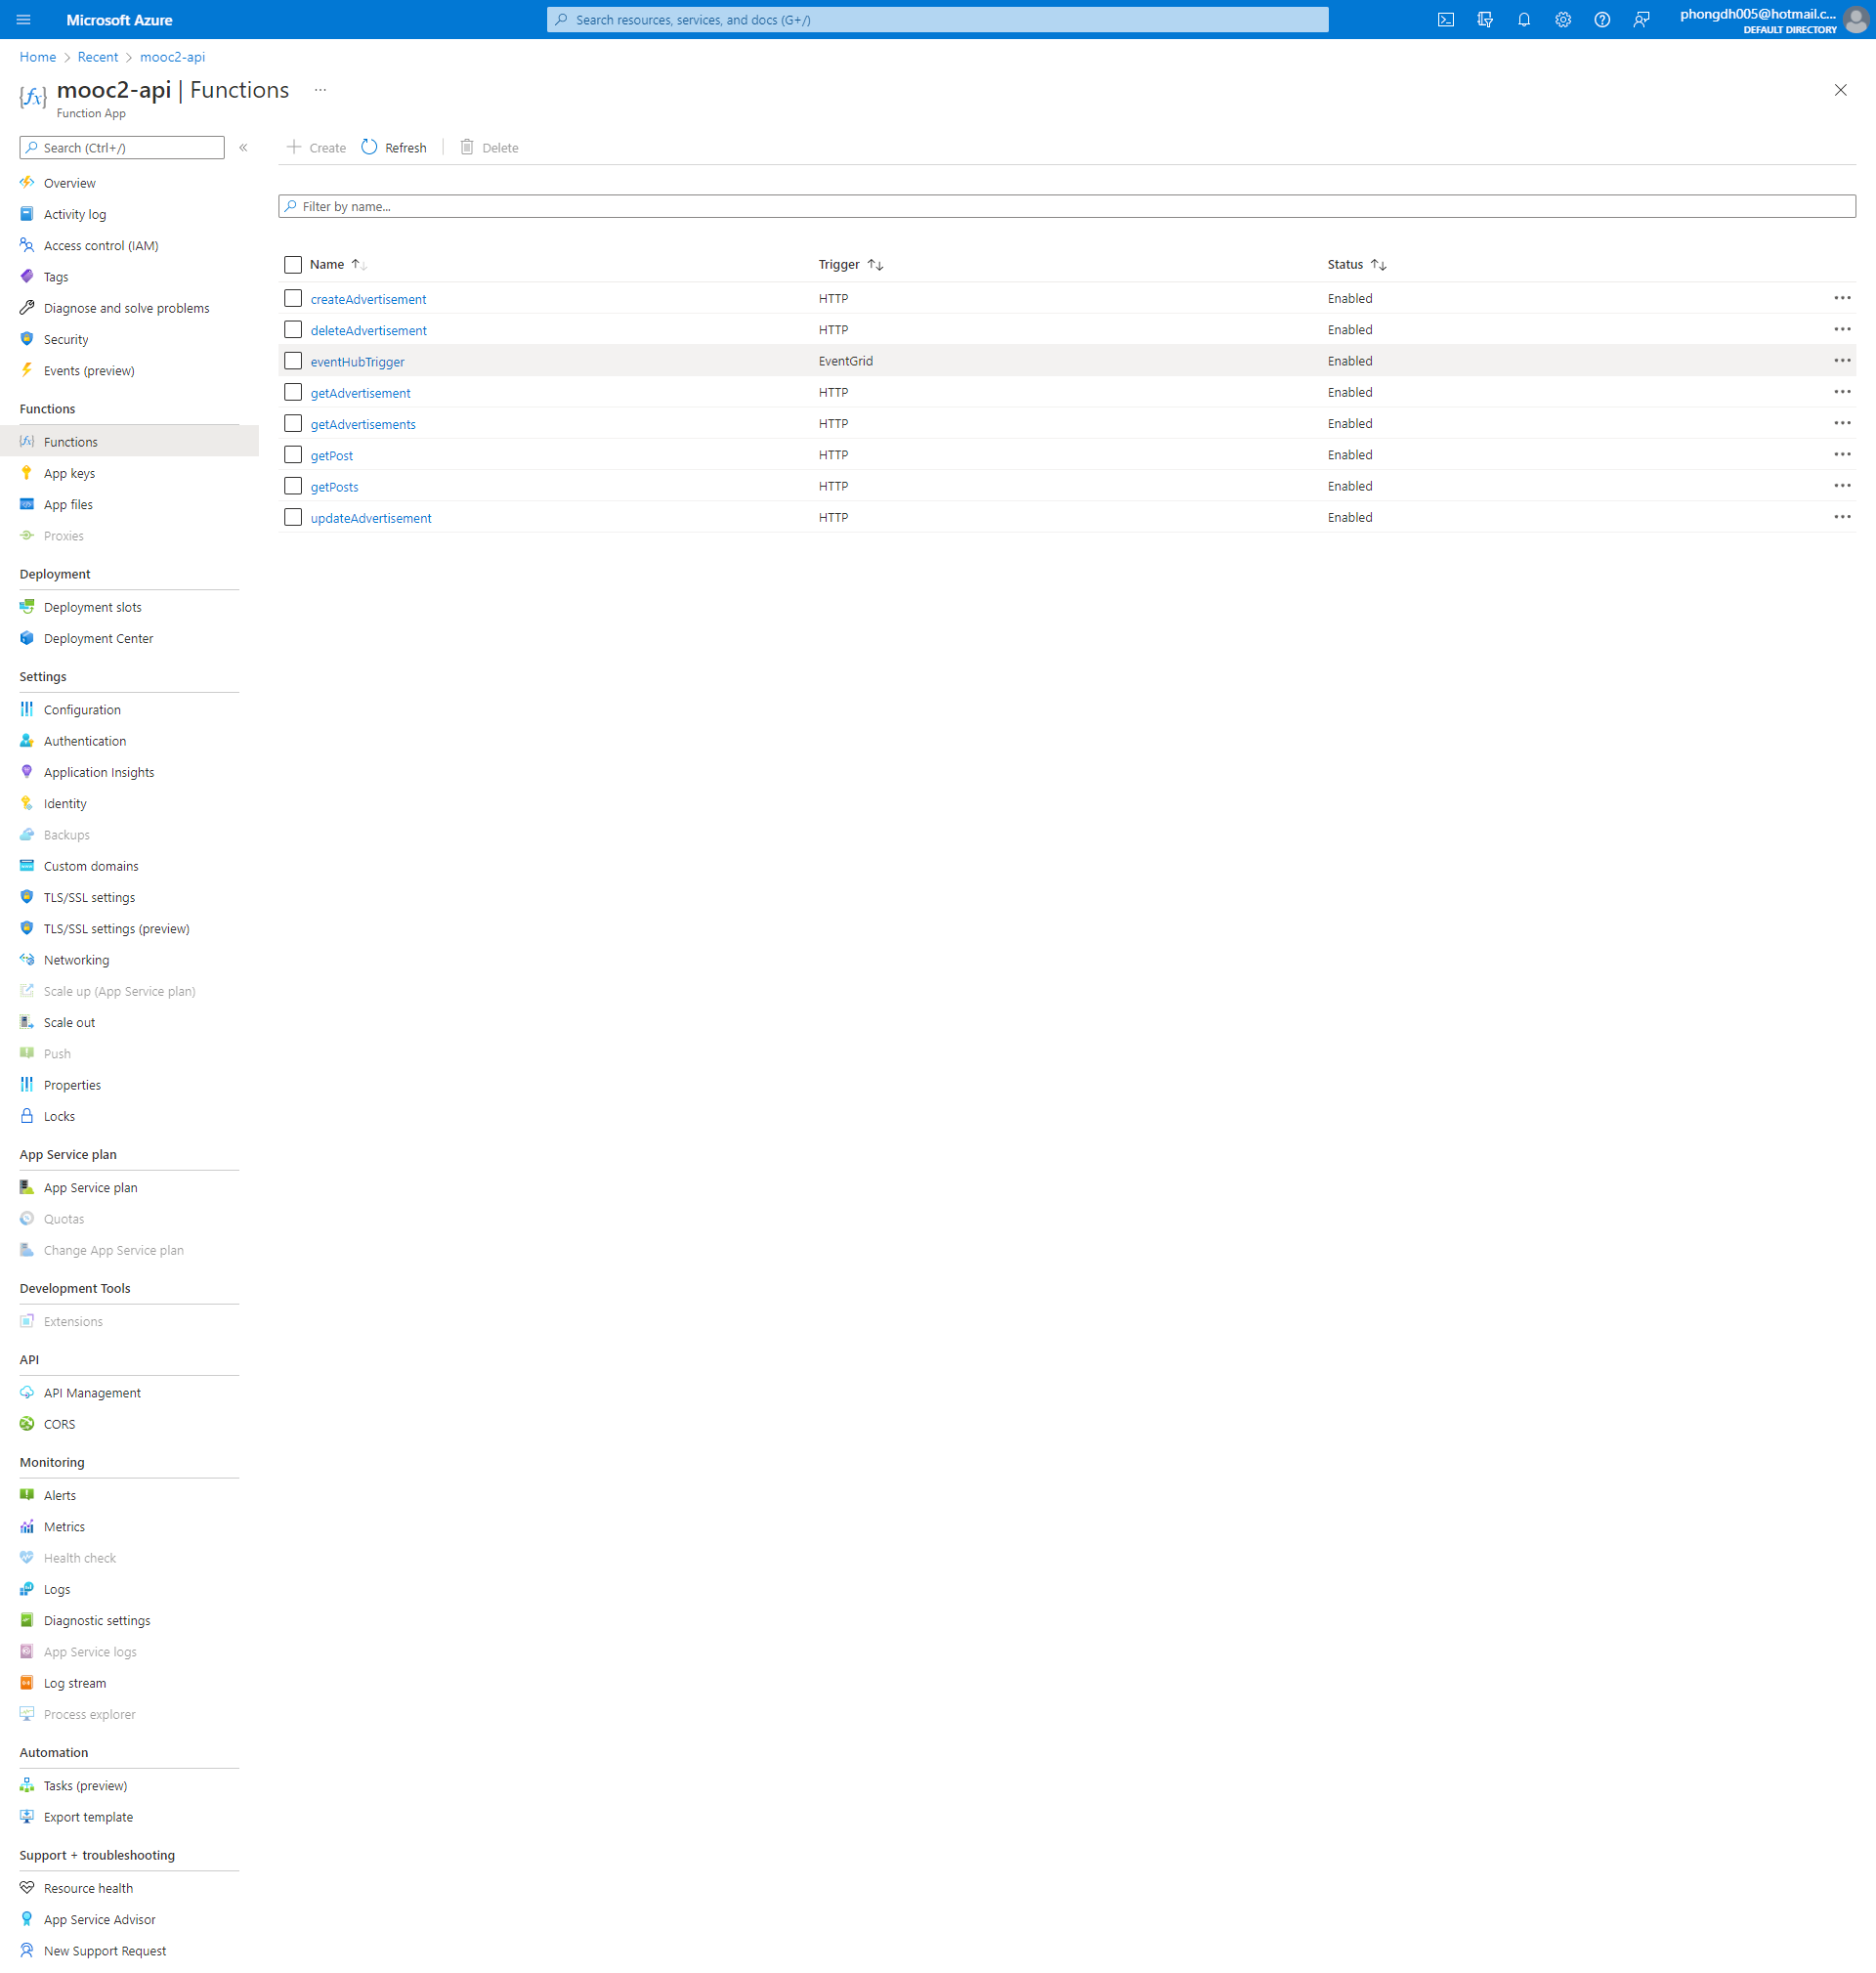 Microsoft Azure
Search resources, services, and docs (G+/)
phongdh005@hotmail.c...
DEFAULT DIRECTORY
Home > Recent > mooc2-api
mooc2-api | Functions ...
Function App
Search (Ctrl+/)
«
Create Refresh Delete
Overview
Activity log
Access control (IAM)
Tags
Diagnose and solve problems
Security
Events (preview)
Functions
Functions
App keys
App files
Proxies
Deployment
Deployment slots
Deployment Center
Settings
Configuration
Authentication
Application Insights
Identity
Backups
Custom domains
TLS/SSL settings
TLS/SSL settings (preview)
Networking
Scale up (App Service plan)
Scale out
Push
Properties
Locks
App Service plan
App Service plan
Quotas
Change App Service plan
Development Tools
Extensions
API
API Management
CORS
Monitoring
Alerts
Metrics
Health check
Logs
Diagnostic settings
App Service logs
Log stream
Process explorer
Automation
Tasks (preview)
Export template
Support + troubleshooting
Resource health
App Service Advisor
New Support Request
Filter by name...
Name Trigger Status
createAdvertisement HTTP Enabled
deleteAdvertisement HTTP Enabled
eventHubTrigger EventGrid Enabled
getAdvertisement HTTP Enabled
getAdvertisements HTTP Enabled
getPost HTTP Enabled
getPosts HTTP Enabled
updateAdvertisement HTTP Enabled